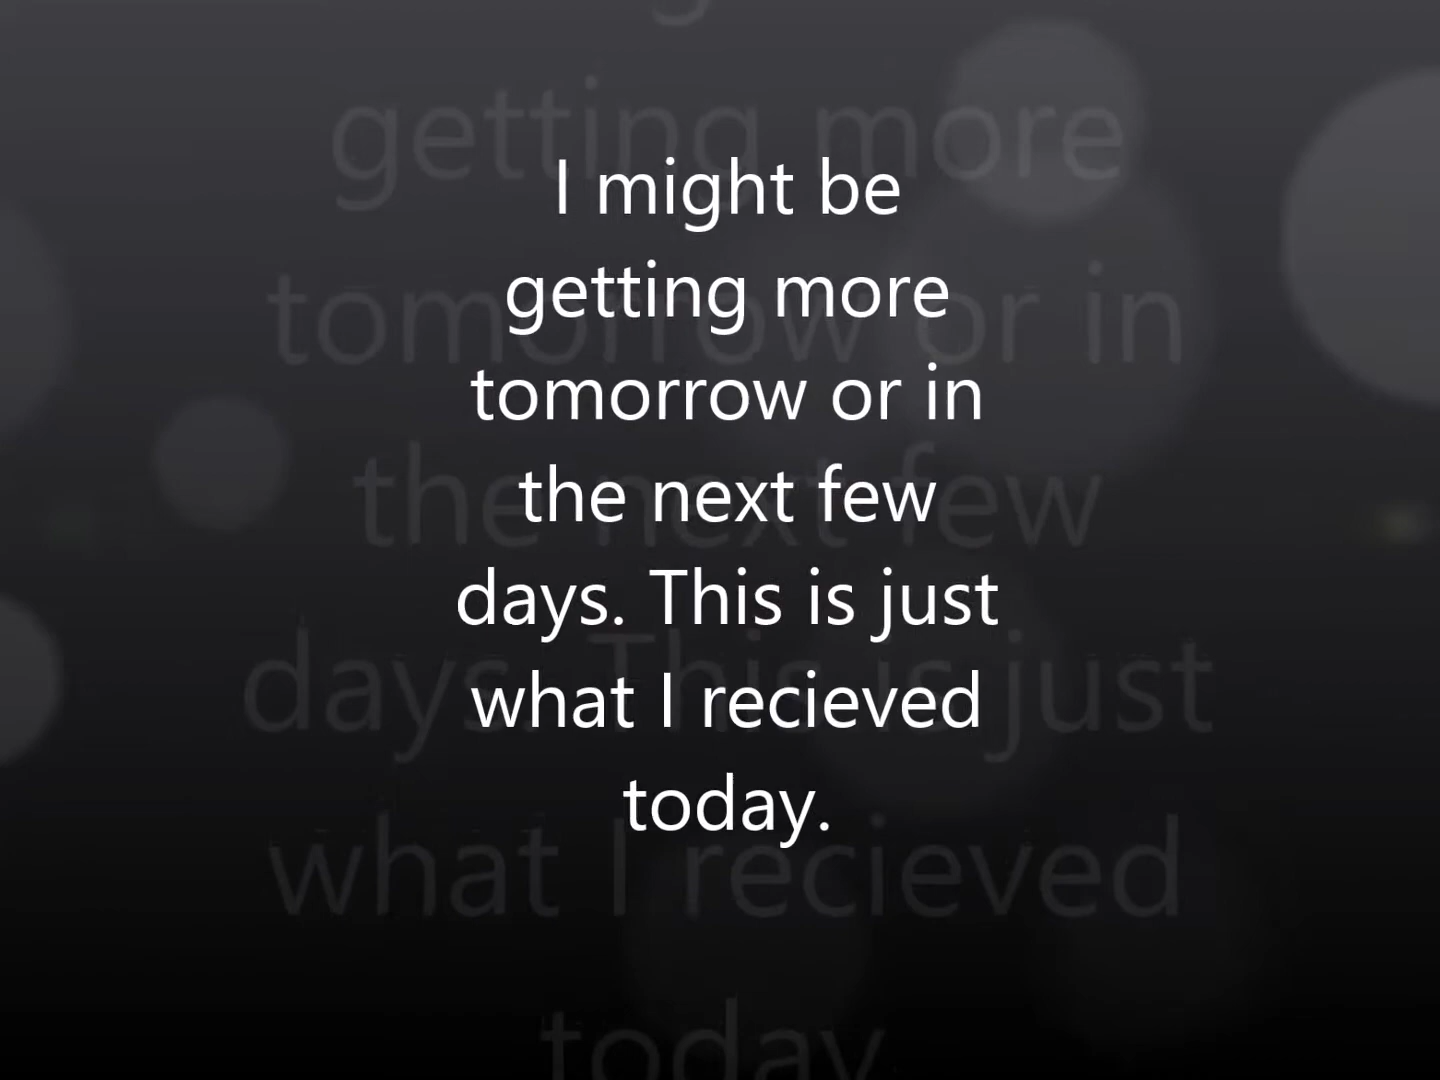 I might be
getting more
tomorrow or in
the next few
days. This is just
what I recieved
today.